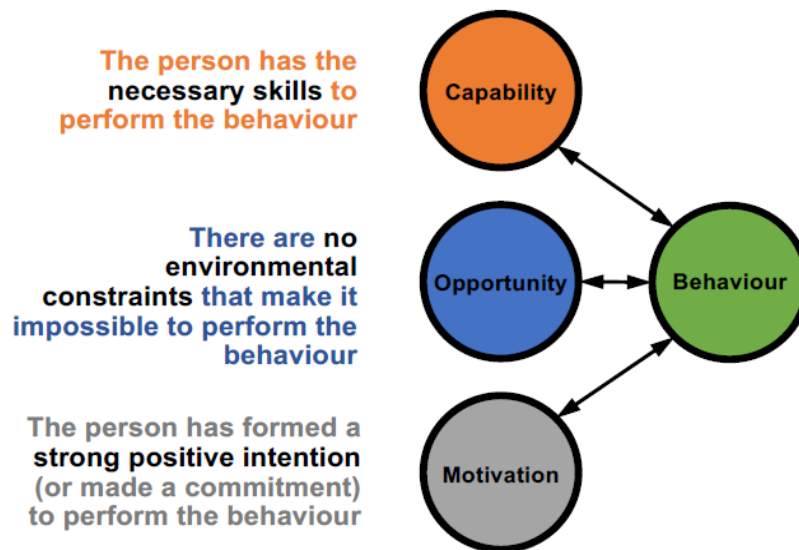 The person has the
necessary skills to
perform the behaviour
Capability
There are no
environmental
constraints that make it
impossible to perform the
behaviour
Opportunity
Behaviour
The person has formed a
strong positive intention
(or made a commitment)
to perform the behaviour
Motivation